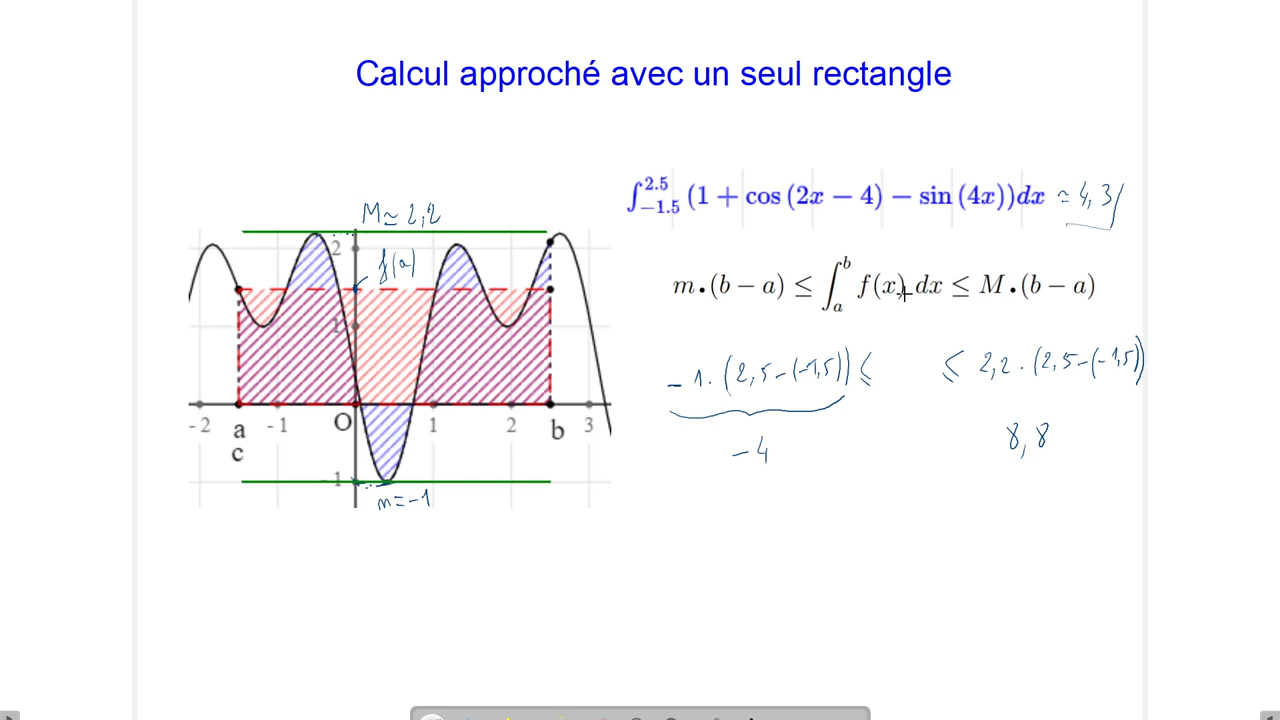 Calcul approché avec un seul rectangle
∫_{-1.5}^{2.5} (1 + cos (2x − 4) − sin (4x))dx ≃ 4,31
m.(b − a) ≤ ∫_a^b f(x) dx ≤ M.(b − a)
− 1. (2,5 −(−1,5)) ≤ ≤ 2,2 . (2,5 −(−1,5))
− 4 8,8
M ≃ 2,2
2
f(a)
1
-2 a -1 O 1 2 b 3
c
-1
m = −1